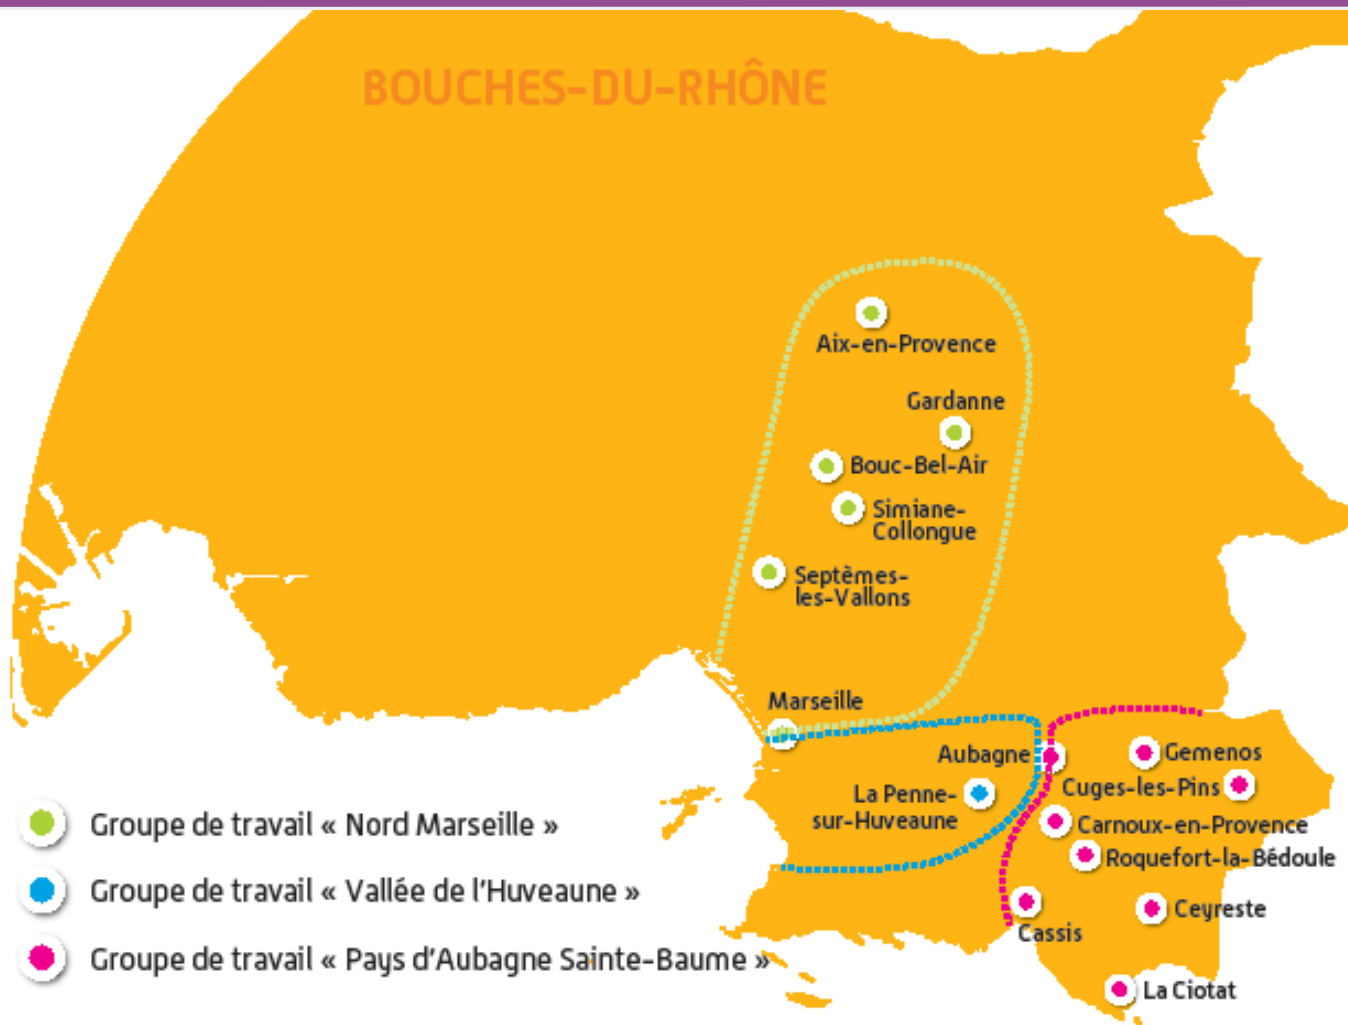 BOUCHES-DU-RHÔNE
Aix-en-Provence
Gardanne
Bouc-Bel-Air
Simiane-
Collongue
Septèmes-
les-Vallons
Marseille
Aubagne
Gemenos
La Penne-
sur-Huveaune
Cuges-les-Pins
Carnoux-en-Provence
Roquefort-la-Bédoule
Cassis
Ceyreste
La Ciotat
Groupe de travail « Nord Marseille »
Groupe de travail « Vallée de l'Huveaune »
Groupe de travail « Pays d'Aubagne Sainte-Baume »